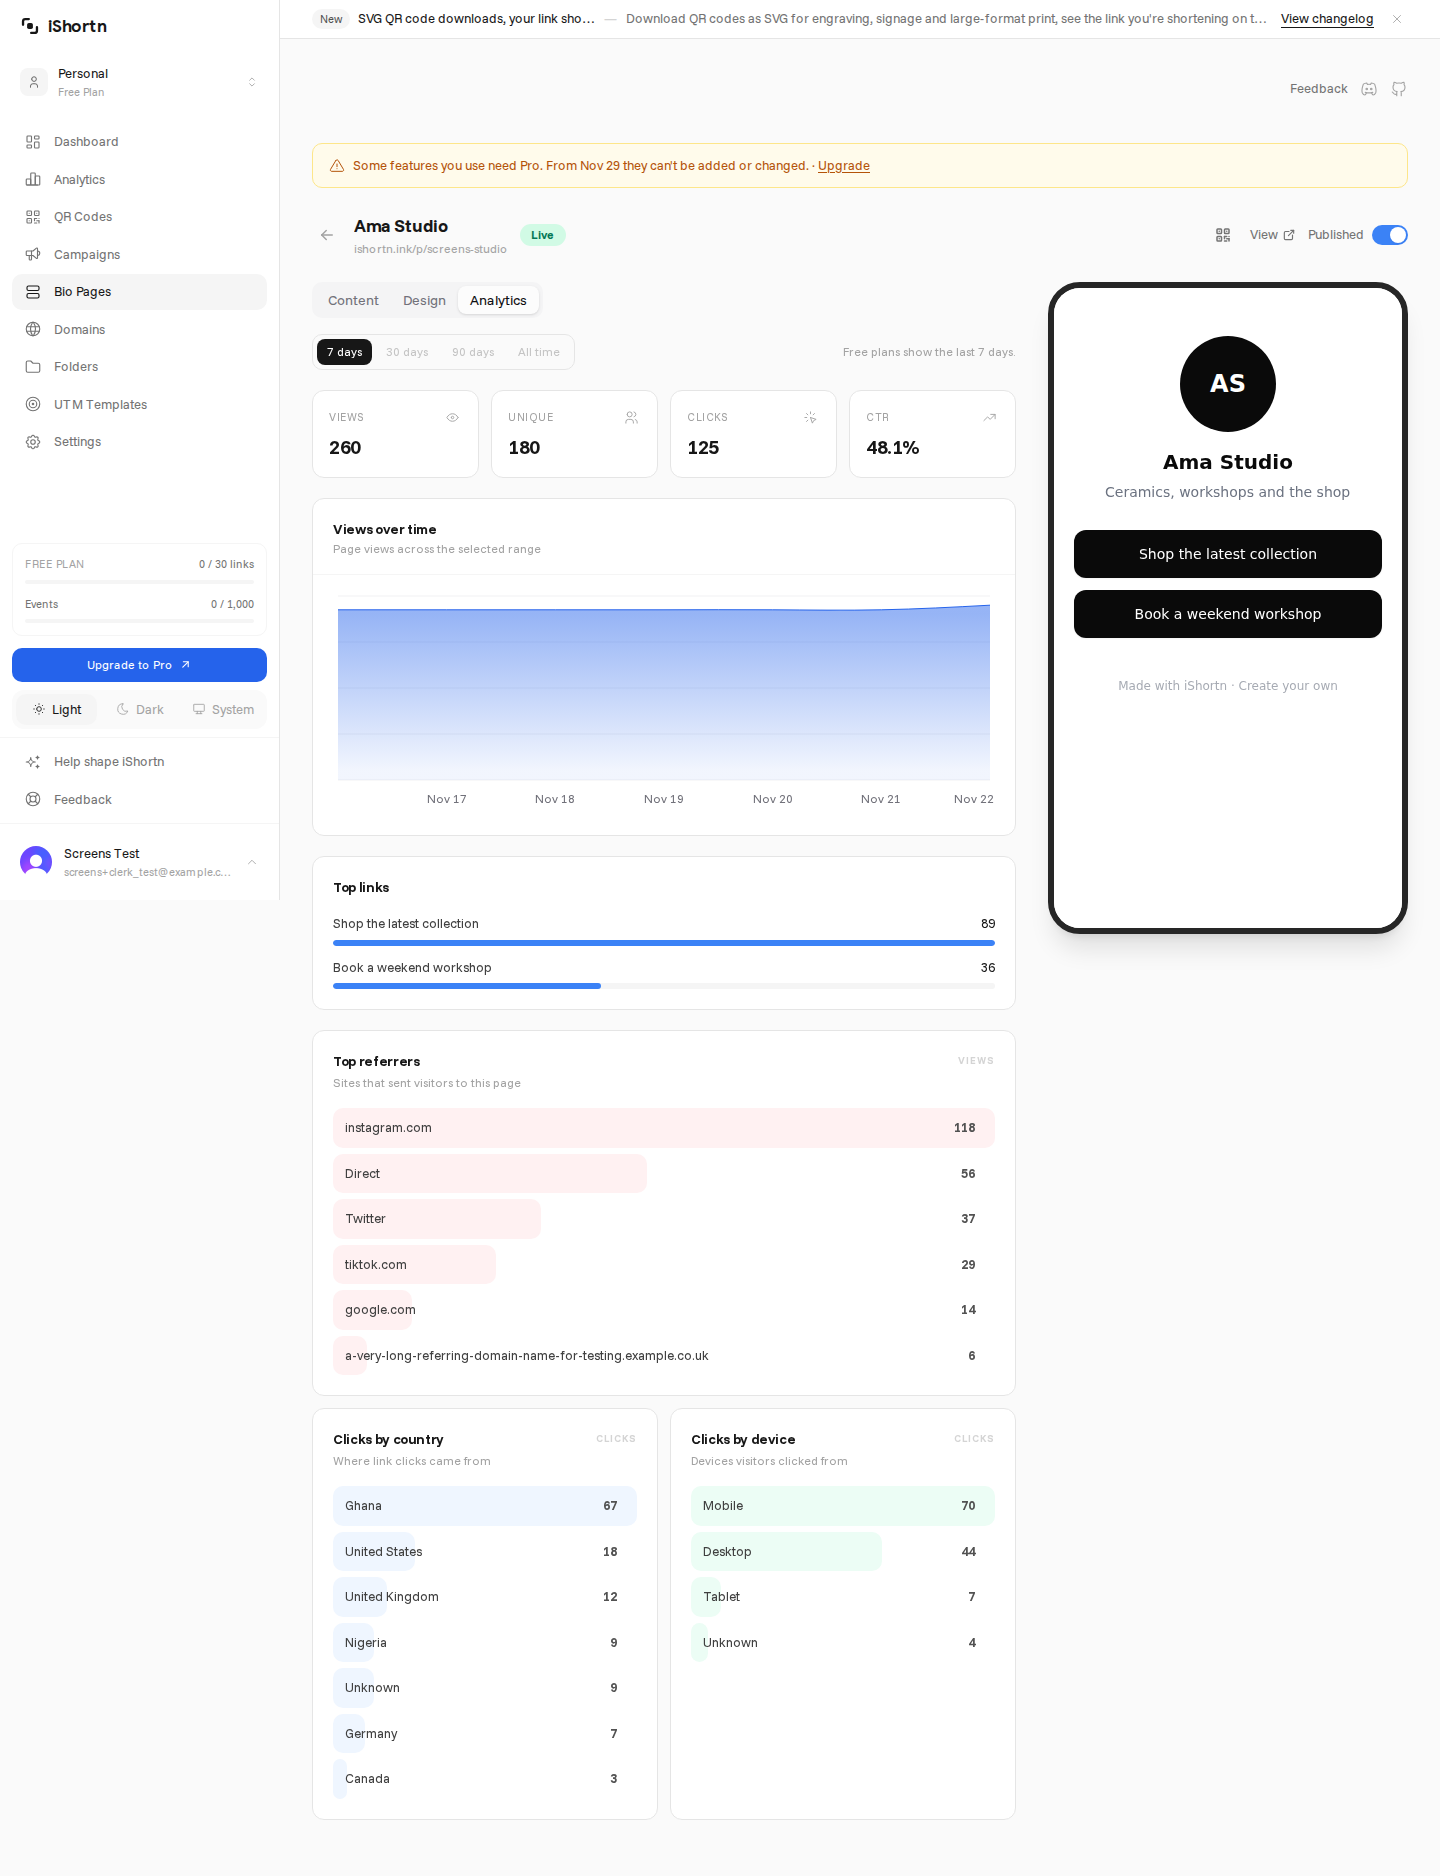 iShortn
Personal
Free Plan
Dashboard
Analytics
QR Codes
Campaigns
Bio Pages
Domains
Folders
UTM Templates
Settings
FREE PLAN 0 / 30 links
Events 0 / 1,000
Upgrade to Pro
Light Dark System
Help shape iShortn
Feedback
Screens Test
screens+clerk_test@example.c...
New SVG QR code downloads, your link sho... — Download QR codes as SVG for engraving, signage and large-format print, see the link you're shortening on t... View changelog
Feedback
Some features you use need Pro. From Nov 29 they can't be added or changed. · Upgrade
Ama Studio
ishortn.ink/p/screens-studio
Live
View Published
Content Design Analytics
7 days 30 days 90 days All time
Free plans show the last 7 days.
VIEWS UNIQUE CLICKS CTR
260 180 125 48.1%
Views over time
Page views across the selected range
Nov 17 Nov 18 Nov 19 Nov 20 Nov 21 Nov 22
Top links
Shop the latest collection 89
Book a weekend workshop 36
Top referrers VIEWS
Sites that sent visitors to this page
instagram.com 118
Direct 56
Twitter 37
tiktok.com 29
google.com 14
a-very-long-referring-domain-name-for-testing.example.co.uk 6
Clicks by country CLICKS
Where link clicks came from
Ghana 67
United States 18
United Kingdom 12
Nigeria 9
Unknown 9
Germany 7
Canada 3
Clicks by device CLICKS
Devices visitors clicked from
Mobile 70
Desktop 44
Tablet 7
Unknown 4
AS
Ama Studio
Ceramics, workshops and the shop
Shop the latest collection
Book a weekend workshop
Made with iShortn · Create your own